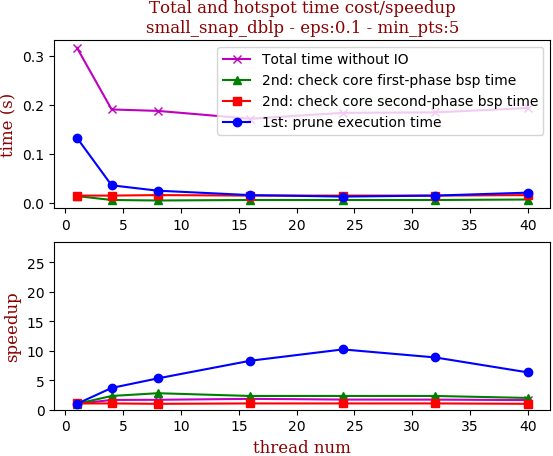 Total and hotspot time cost/speedup
small_snap_dblp - eps:0.1 - min_pts:5
time (s)
0.3
0.2
0.1
0.0
Total time without IO
2nd: check core first-phase bsp time
2nd: check core second-phase bsp time
1st: prune execution time
0 5 10 15 20 25 30 35 40
speedup
25
20
15
10
5
0
0 5 10 15 20 25 30 35 40
thread num